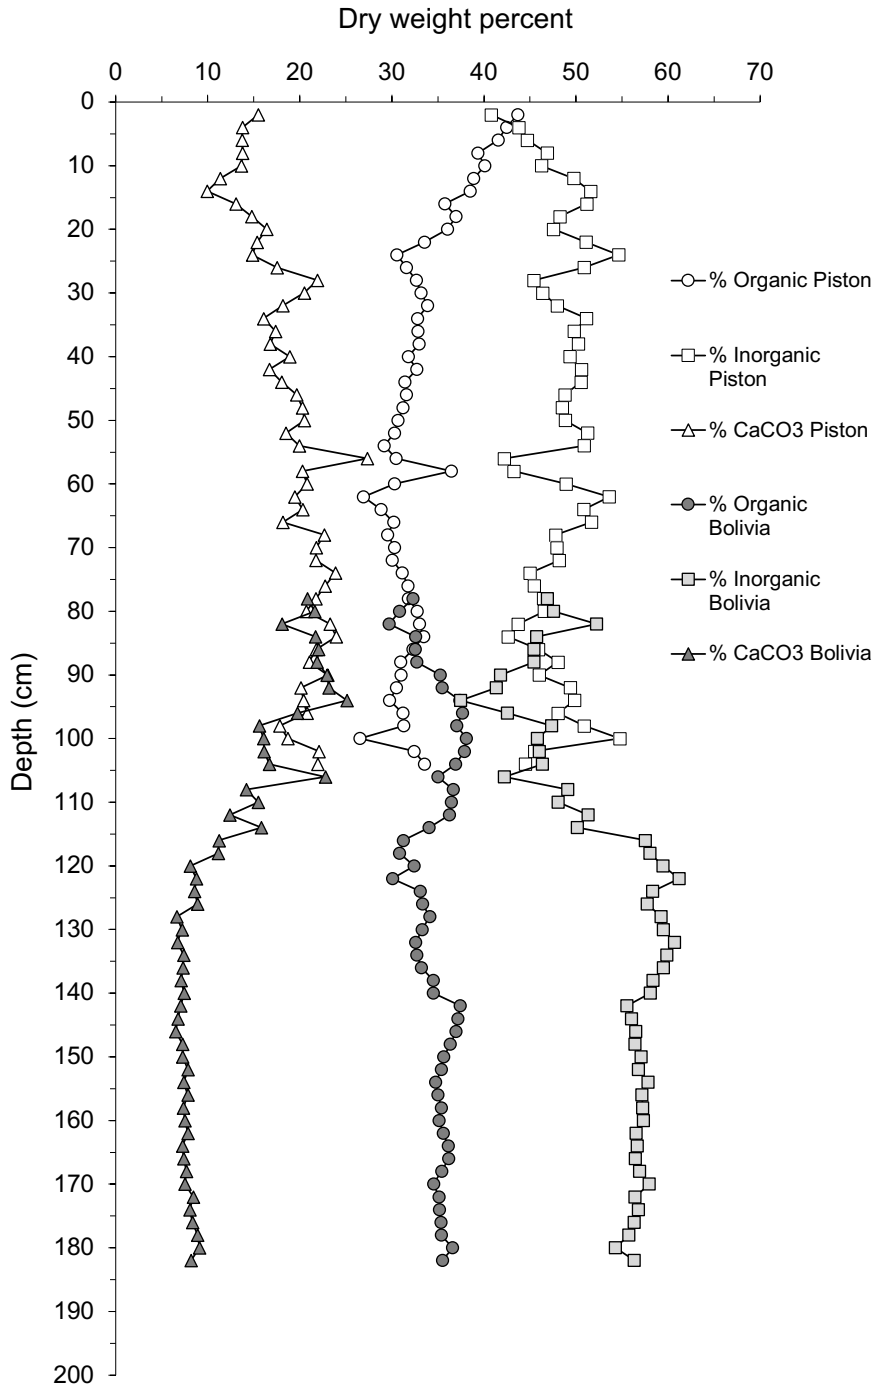 Dry weight percent
0 10 20 30 40 50 60 70
0
10
20
30
40
50
60
70
80
90
100
110
120
130
140
150
160
170
180
190
200
Depth (cm)
% Organic Piston
% Inorganic
Piston
% CaCO3 Piston
% Organic
Bolivia
% Inorganic
Bolivia
% CaCO3 Bolivia